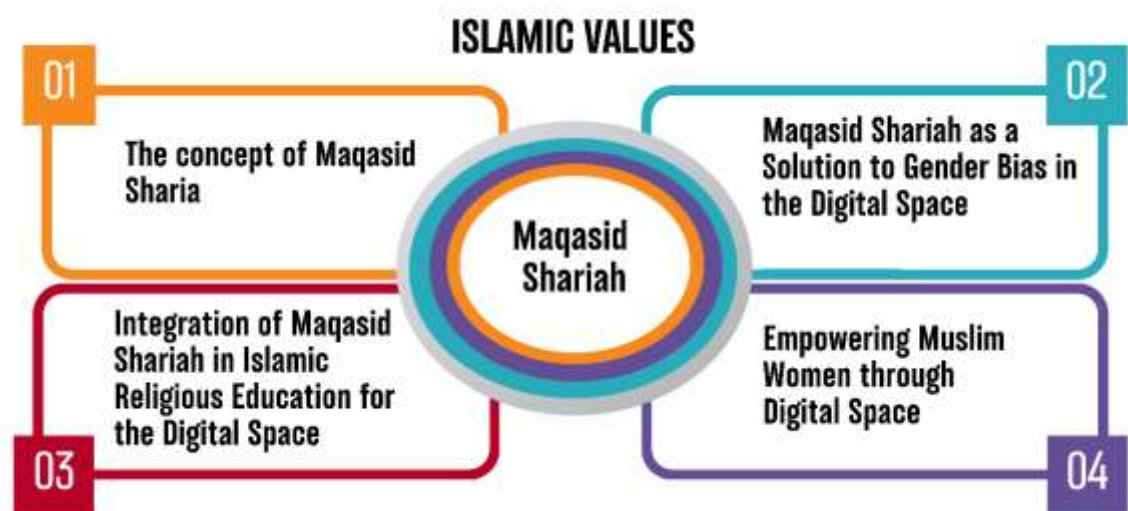 ISLAMIC VALUES
01
The concept of Maqasid
Sharia
02
Maqasid Shariah as a
Solution to Gender Bias in
the Digital Space
Maqasid
Shariah
03
Integration of Maqasid
Shariah in Islamic
Religious Education for
the Digital Space
04
Empowering Muslim
Women through
Digital Space